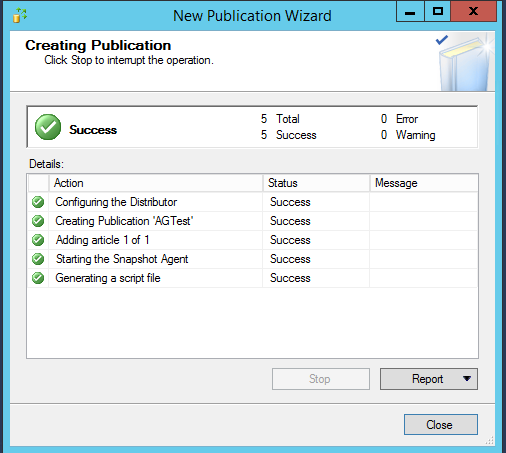 New Publication Wizard
Creating Publication
Click Stop to interrupt the operation.
Success
5 Total 0 Error
5 Success 0 Warning
Details:
Action Status Message
Configuring the Distributor Success
Creating Publication 'AGTest' Success
Adding article 1 of 1 Success
Starting the Snapshot Agent Success
Generating a script file Success
Stop Report
Close